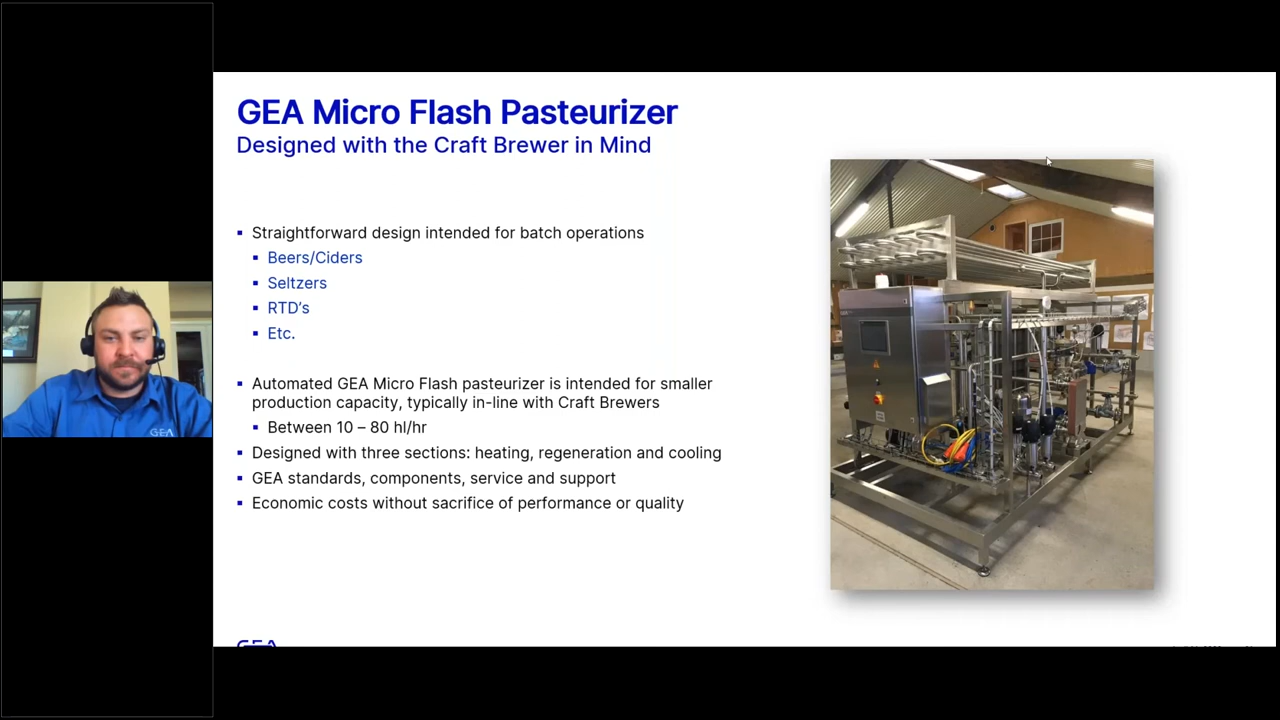 GEA Micro Flash Pasteurizer
Designed with the Craft Brewer in Mind
▪ Straightforward design intended for batch operations
▪ Beers/Ciders
▪ Seltzers
▪ RTD’s
▪ Etc.
▪ Automated GEA Micro Flash pasteurizer is intended for smaller
production capacity, typically in-line with Craft Brewers
▪ Between 10 – 80 hl/hr
▪ Designed with three sections: heating, regeneration and cooling
▪ GEA standards, components, service and support
▪ Economic costs without sacrifice of performance or quality
GEA
GEA